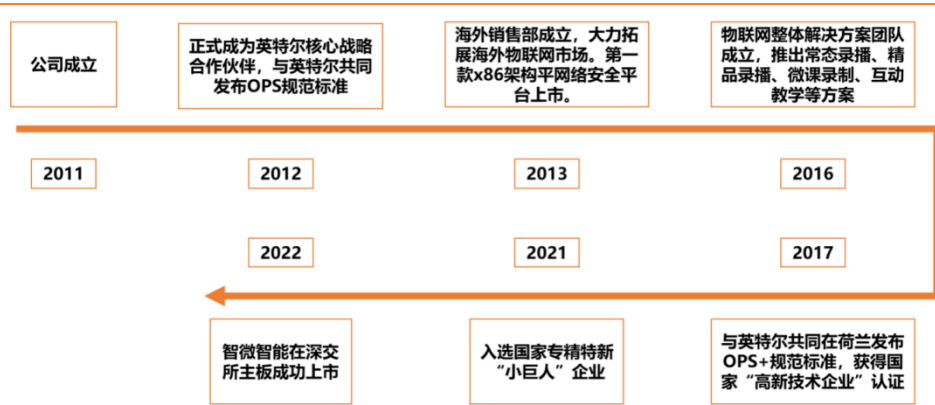 公司成立
正式成为英特尔核心战略
合作伙伴，与英特尔共同
发布OPS规范标准
海外销售部成立，大力拓
展海外物联网市场。第一
款x86架构平网络安全平
台上市。
物联网整体解决方案团队
成立，推出常态录播、精
品录播、微课录制、互动
教学等方案
2011
2012
2013
2016
2022
2021
2017
智微智能在深交
所主板成功上市
入选国家专精特新
“小巨人”企业
与英特尔共同在荷兰发布
OPS+规范标准，获得国
家“高新技术企业”认证